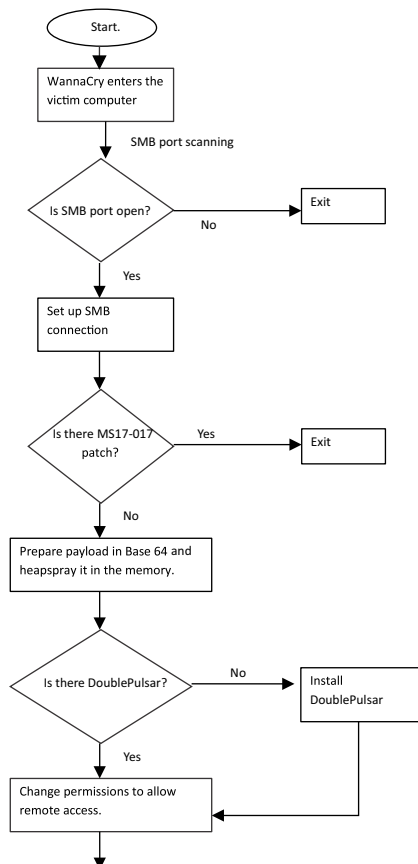 Start.
WannaCry enters the
victim computer
SMB port scanning
Is SMB port open?
No
Exit
Yes
Set up SMB
connection
Is there MS17-017
patch?
Yes
Exit
No
Prepare payload in Base 64 and
heapspray it in the memory.
Is there DoublePulsar?
No
Install
DoublePulsar
Yes
Change permissions to allow
remote access.